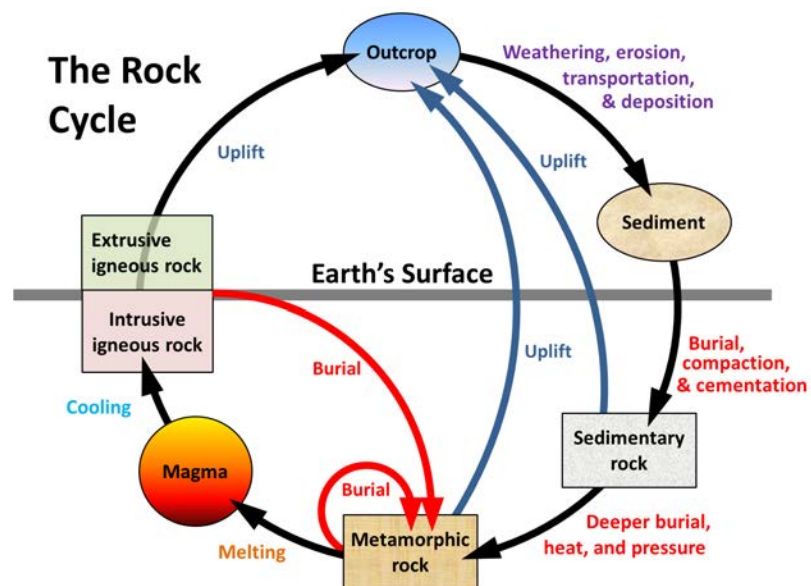 The Rock
Cycle
Outcrop
Weathering, erosion,
transportation,
& deposition
Uplift
Uplift
Sediment
Extrusive
igneous rock
Earth's Surface
Intrusive
igneous rock
Burial
Uplift
Burial,
compaction,
& cementation
Cooling
Sedimentary
rock
Magma
Burial
Melting
Metamorphic
rock
Deeper burial,
heat, and pressure